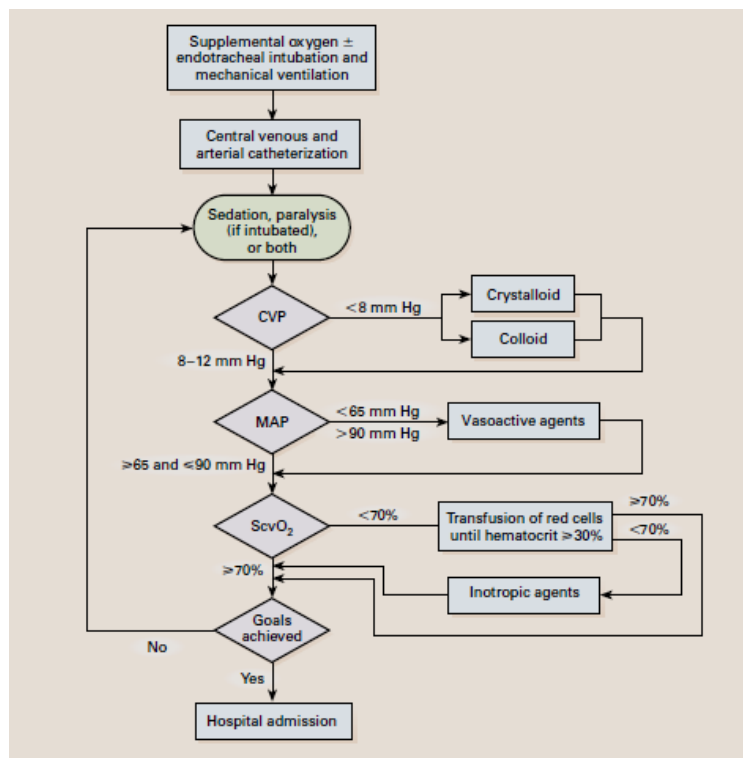 Supplemental oxygen ±
endotracheal intubation and
mechanical ventilation
Central venous and
arterial catheterization
Sedation, paralysis
(if intubated),
or both
CVP
<8 mm Hg
Crystalloid
Colloid
8–12 mm Hg
MAP
<65 mm Hg
>90 mm Hg
Vasoactive agents
⩾65 and ⩽90 mm Hg
ScvO₂
<70%
Transfusion of red cells
until hematocrit ⩾30%
⩾70%
<70%
⩾70%
Inotropic agents
Goals
achieved
No
Yes
Hospital admission